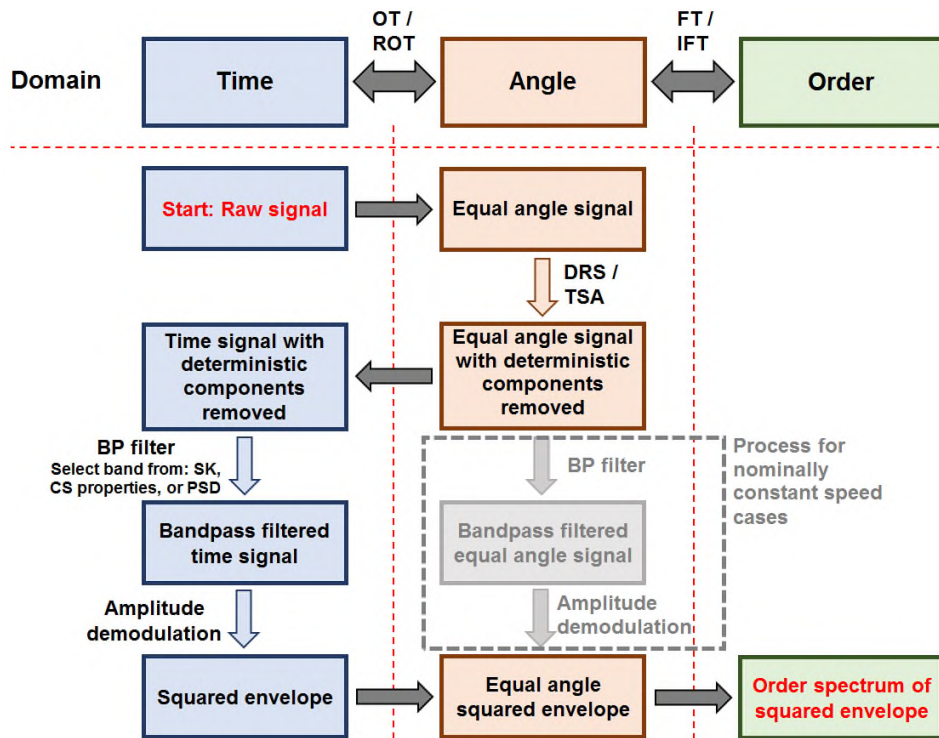 OT /
ROT
FT /
IFT
Domain
Time
Angle
Order
Start: Raw signal
Equal angle signal
DRS /
TSA
Time signal with
deterministic
components
removed
Equal angle signal
with deterministic
components
removed
BP filter
Select band from: SK,
CS properties, or PSD
BP filter
Process for
nominally
constant speed
cases
Bandpass filtered
time signal
Bandpass filtered
equal angle signal
Amplitude
demodulation
Amplitude
demodulation
Squared envelope
Equal angle
squared envelope
Order spectrum of
squared envelope